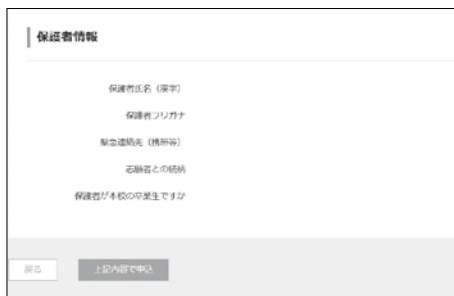 保護者情報
保護者氏名（漢字）
保護者フリガナ
緊急連絡先（携帯等）
志願者との続柄
保護者が本校の卒業生ですか
戻る
上記内容で申込